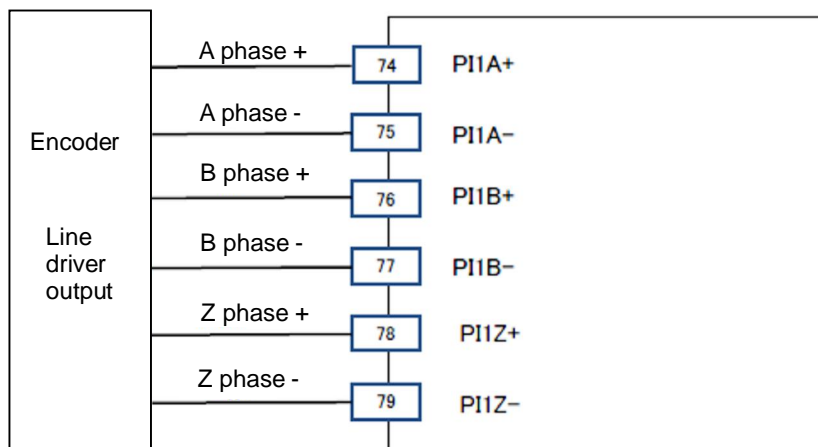 A phase +
74 PI1A+
A phase -
75 PI1A-
Encoder
B phase +
76 PI1B+
Line
driver
output
B phase -
77 PI1B-
Z phase +
78 PI1Z+
Z phase -
79 PI1Z-